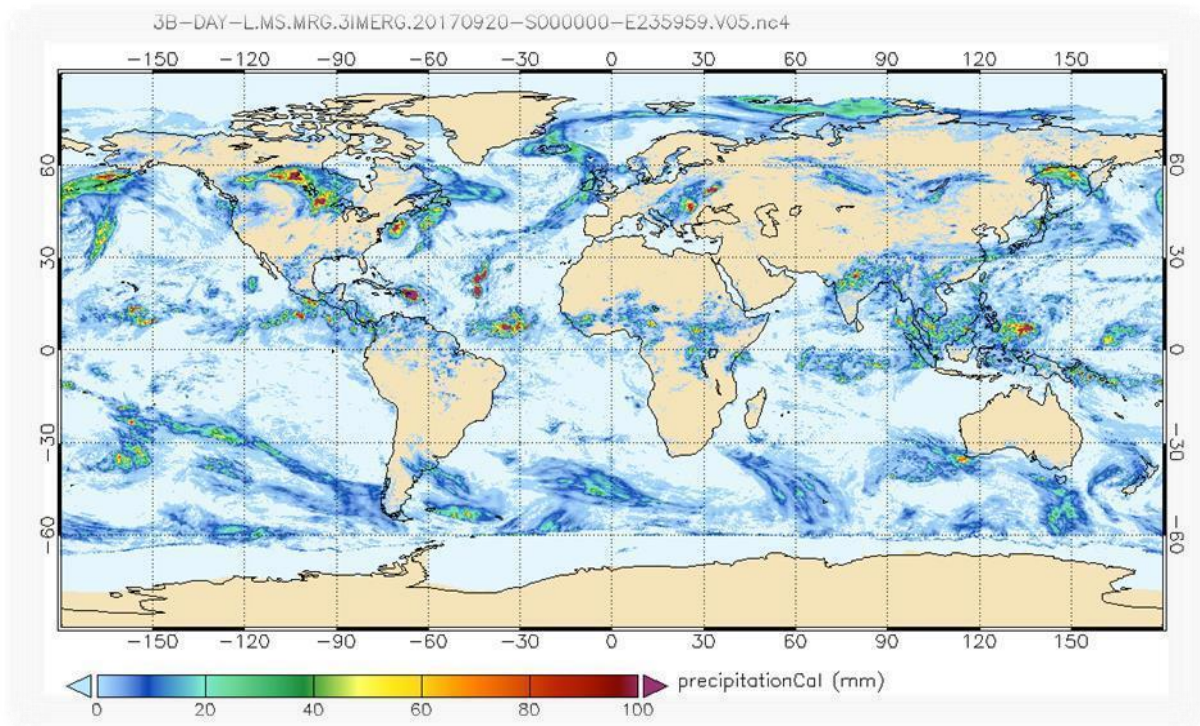 3B-DAY-L.MS.MRG.3IMERG.20170920-S000000-E235959.V05.nc4
-150 -120 -90 -60 -30 0 30 60 90 120 150
60 60
30 30
0 0
-30 -30
-60 -60
-150 -120 -90 -60 -30 0 30 60 90 120 150
precipitationCal (mm)
0 20 40 60 80 100